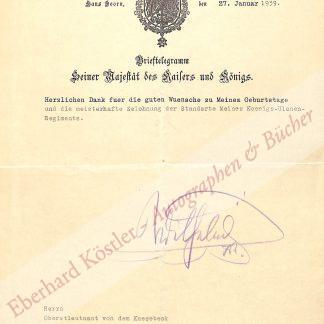 Haus Doorn, den 27. Januar 1939.
Brieftelegramm
Seiner Majestät des Kaisers und Königs.
Herzlichen Dank fuer die guten Wuensche zu Meinem Geburtstage
und die meisterhafte Zeichnung der Standarte Meines Koenigs-Ulanen-
Regiments.
Wilhelm
I.R.
Herrn
Oberstleutnant von dem Knesebeck
Eberhard Köstler Autographen & Bücher